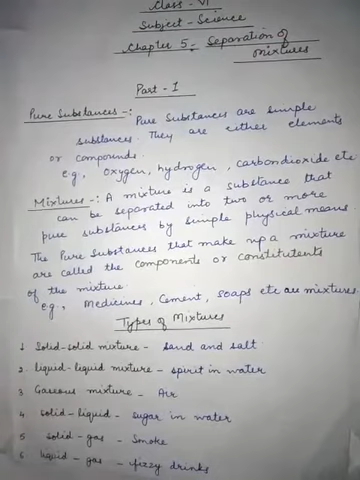 Class - VI
Subject - Science
Chapter 5 : Separation of
mixtures
Part - I
Pure Substances -: Pure Substances are simple
substances. They are either elements
or compounds.
e.g., oxygen, hydrogen, carbondioxide etc
Mixtures -: A mixture is a substance that
can be separated into two or more
pure substances by simple physical means.
The Pure Substances that make up a mixture
are called the components or constitutents
of the mixture.
e.g., Medicines, Cement, Soaps etc are mixtures
Types of Mixtures
1 Solid-solid mixture - sand and salt
2 liquid-liquid mixture - spirit in water
3 Gaseous mixture - Air
4 solid-liquid - sugar in water
5 solid-gas - Smoke
6 liquid-gas - fizzy drinks